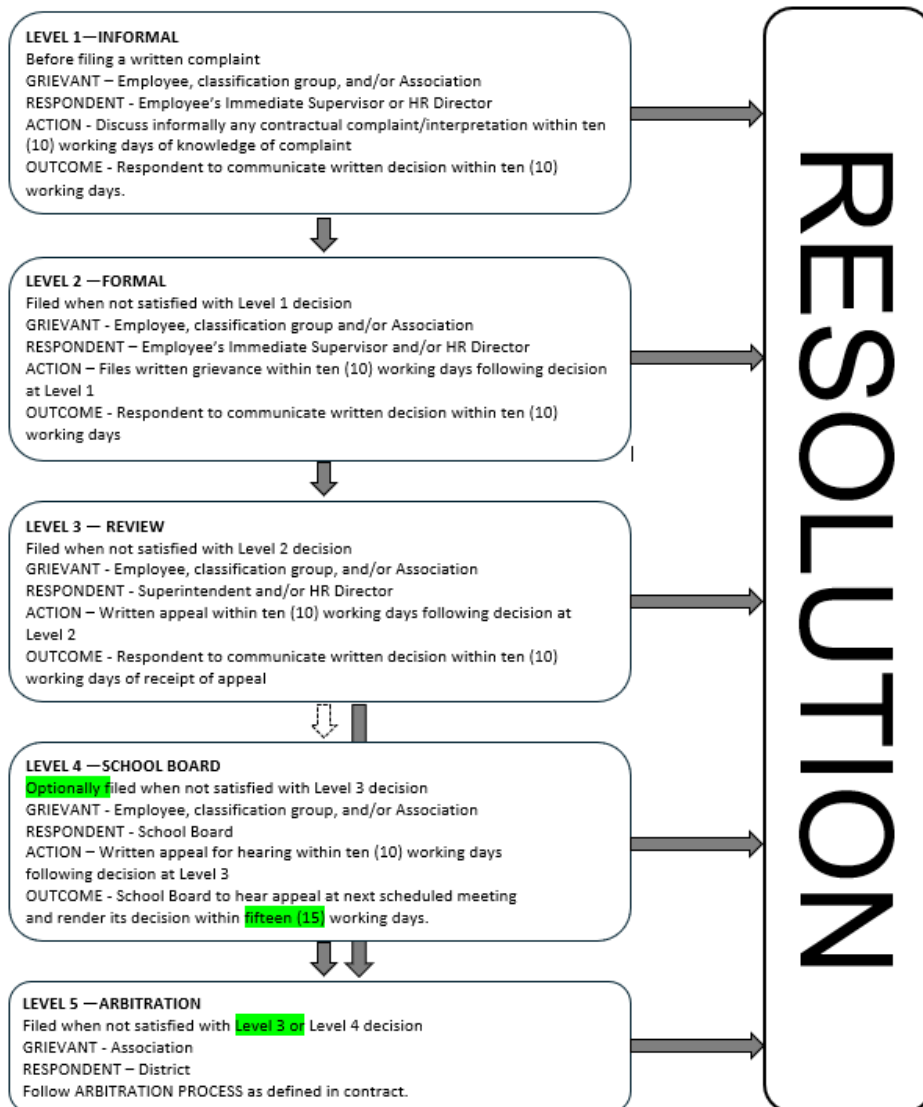 LEVEL 1—INFORMAL
Before filing a written complaint
GRIEVANT – Employee, classification group, and/or Association
RESPONDENT - Employee's Immediate Supervisor or HR Director
ACTION - Discuss informally any contractual complaint/interpretation within ten
(10) working days of knowledge of complaint
OUTCOME - Respondent to communicate written decision within ten (10)
working days.
LEVEL 2 —FORMAL
Filed when not satisfied with Level 1 decision
GRIEVANT - Employee, classification group and/or Association
RESPONDENT – Employee's Immediate Supervisor and/or HR Director
ACTION – Files written grievance within ten (10) working days following decision
at Level 1
OUTCOME - Respondent to communicate written decision within ten (10)
working days
LEVEL 3 — REVIEW
Filed when not satisfied with Level 2 decision
GRIEVANT - Employee, classification group, and/or Association
RESPONDENT - Superintendent and/or HR Director
ACTION – Written appeal within ten (10) working days following decision at
Level 2
OUTCOME - Respondent to communicate written decision within ten (10)
working days of receipt of appeal
LEVEL 4 —SCHOOL BOARD
Optionally filed when not satisfied with Level 3 decision
GRIEVANT - Employee, classification group, and/or Association
RESPONDENT - School Board
ACTION – Written appeal for hearing within ten (10) working days
following decision at Level 3
OUTCOME - School Board to hear appeal at next scheduled meeting
and render its decision within fifteen (15) working days.
LEVEL 5 —ARBITRATION
Filed when not satisfied with Level 3 or Level 4 decision
GRIEVANT - Association
RESPONDENT – District
Follow ARBITRATION PROCESS as defined in contract.
RESOLUTION